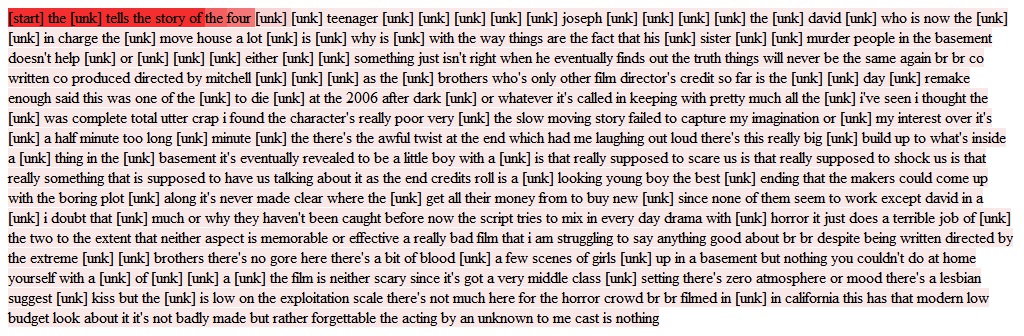 [start] the [unk] tells the story of the four [unk] [unk] teenager [unk] [unk] [unk] [unk] [unk] joseph [unk] [unk] [unk] [unk] the [unk] david [unk] who is now the [unk]
[unk] in charge the [unk] move house a lot [unk] is [unk] why is [unk] with the way things are the fact that his [unk] sister [unk] [unk] murder people in the basement
doesn't help [unk] or [unk] [unk] [unk] either [unk] [unk] something just isn't right when he eventually finds out the truth things will never be the same again br br co
written co produced directed by mitchell [unk] [unk] [unk] as the [unk] brothers who's only other film director's credit so far is the [unk] [unk] day [unk] remake
enough said this was one of the [unk] to die [unk] at the 2006 after dark [unk] or whatever it's called in keeping with pretty much all the [unk] i've seen i thought the
[unk] was complete total utter crap i found the character's really poor very [unk] the slow moving story failed to capture my imagination or [unk] my interest over it's
[unk] a half minute too long [unk] minute [unk] the there's the awful twist at the end which had me laughing out loud there's this really big [unk] build up to what's inside
a [unk] thing in the [unk] basement it's eventually revealed to be a little boy with a [unk] is that really supposed to scare us is that really supposed to shock us is that
really something that is supposed to have us talking about it as the end credits roll is a [unk] looking young boy the best [unk] ending that the makers could come up
with the boring plot [unk] along it's never made clear where the [unk] get all their money from to buy new [unk] since none of them seem to work except david in a
[unk] i doubt that [unk] much or why they haven't been caught before now the script tries to mix in every day drama with [unk] horror it just does a terrible job of [unk]
the two to the extent that neither aspect is memorable or effective a really bad film that i am struggling to say anything good about br br despite being written directed by
the extreme [unk] [unk] brothers there's no gore here there's a bit of blood [unk] a few scenes of girls [unk] up in a basement but nothing you couldn't do at home
yourself with a [unk] of [unk] [unk] a [unk] the film is neither scary since it's got a very middle class [unk] setting there's zero atmosphere or mood there's a lesbian
suggest [unk] kiss but the [unk] is low on the exploitation scale there's not much here for the horror crowd br br filmed in [unk] in california this has that modern low
budget look about it it's not badly made but rather forgettable the acting by an unknown to me cast is nothing